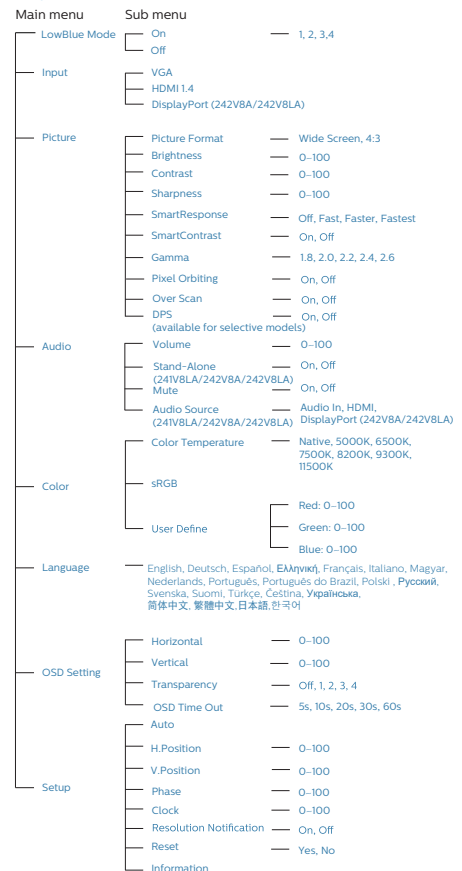 Main menu Sub menu
LowBlue Mode On 1, 2, 3,4
Off
Input VGA
HDMI 1.4
DisplayPort (242V8A/242V8LA)
Picture Picture Format Wide Screen, 4:3
Brightness 0–100
Contrast 0–100
Sharpness 0–100
SmartResponse Off, Fast, Faster, Fastest
SmartContrast On, Off
Gamma 1.8, 2.0, 2.2, 2.4, 2.6
Pixel Orbiting On, Off
Over Scan On, Off
DPS On, Off
(available for selective models)
Audio Volume 0–100
Stand-Alone On, Off
(241V8LA/242V8A/242V8LA)
Mute On, Off
Audio Source Audio In, HDMI,
(241V8LA/242V8A/242V8LA) DisplayPort (242V8A/242V8LA)
Color Temperature Native, 5000K, 6500K,
7500K, 8200K, 9300K,
11500K
Color sRGB
Red: 0–100
User Define Green: 0–100
Blue: 0–100
Language English, Deutsch, Español, Ελληνική, Français, Italiano, Magyar,
Nederlands, Português, Português do Brazil, Polski , Русский,
Svenska, Suomi, Türkçe, Čeština, Українська,
简体中文, 繁體中文,日本語,한국어
Horizontal 0–100
Vertical 0–100
OSD Setting Transparency Off, 1, 2, 3, 4
OSD Time Out 5s, 10s, 20s, 30s, 60s
Auto
H.Position 0–100
V.Position 0–100
Setup Phase 0–100
Clock 0–100
Resolution Notification On, Off
Reset Yes, No
Information